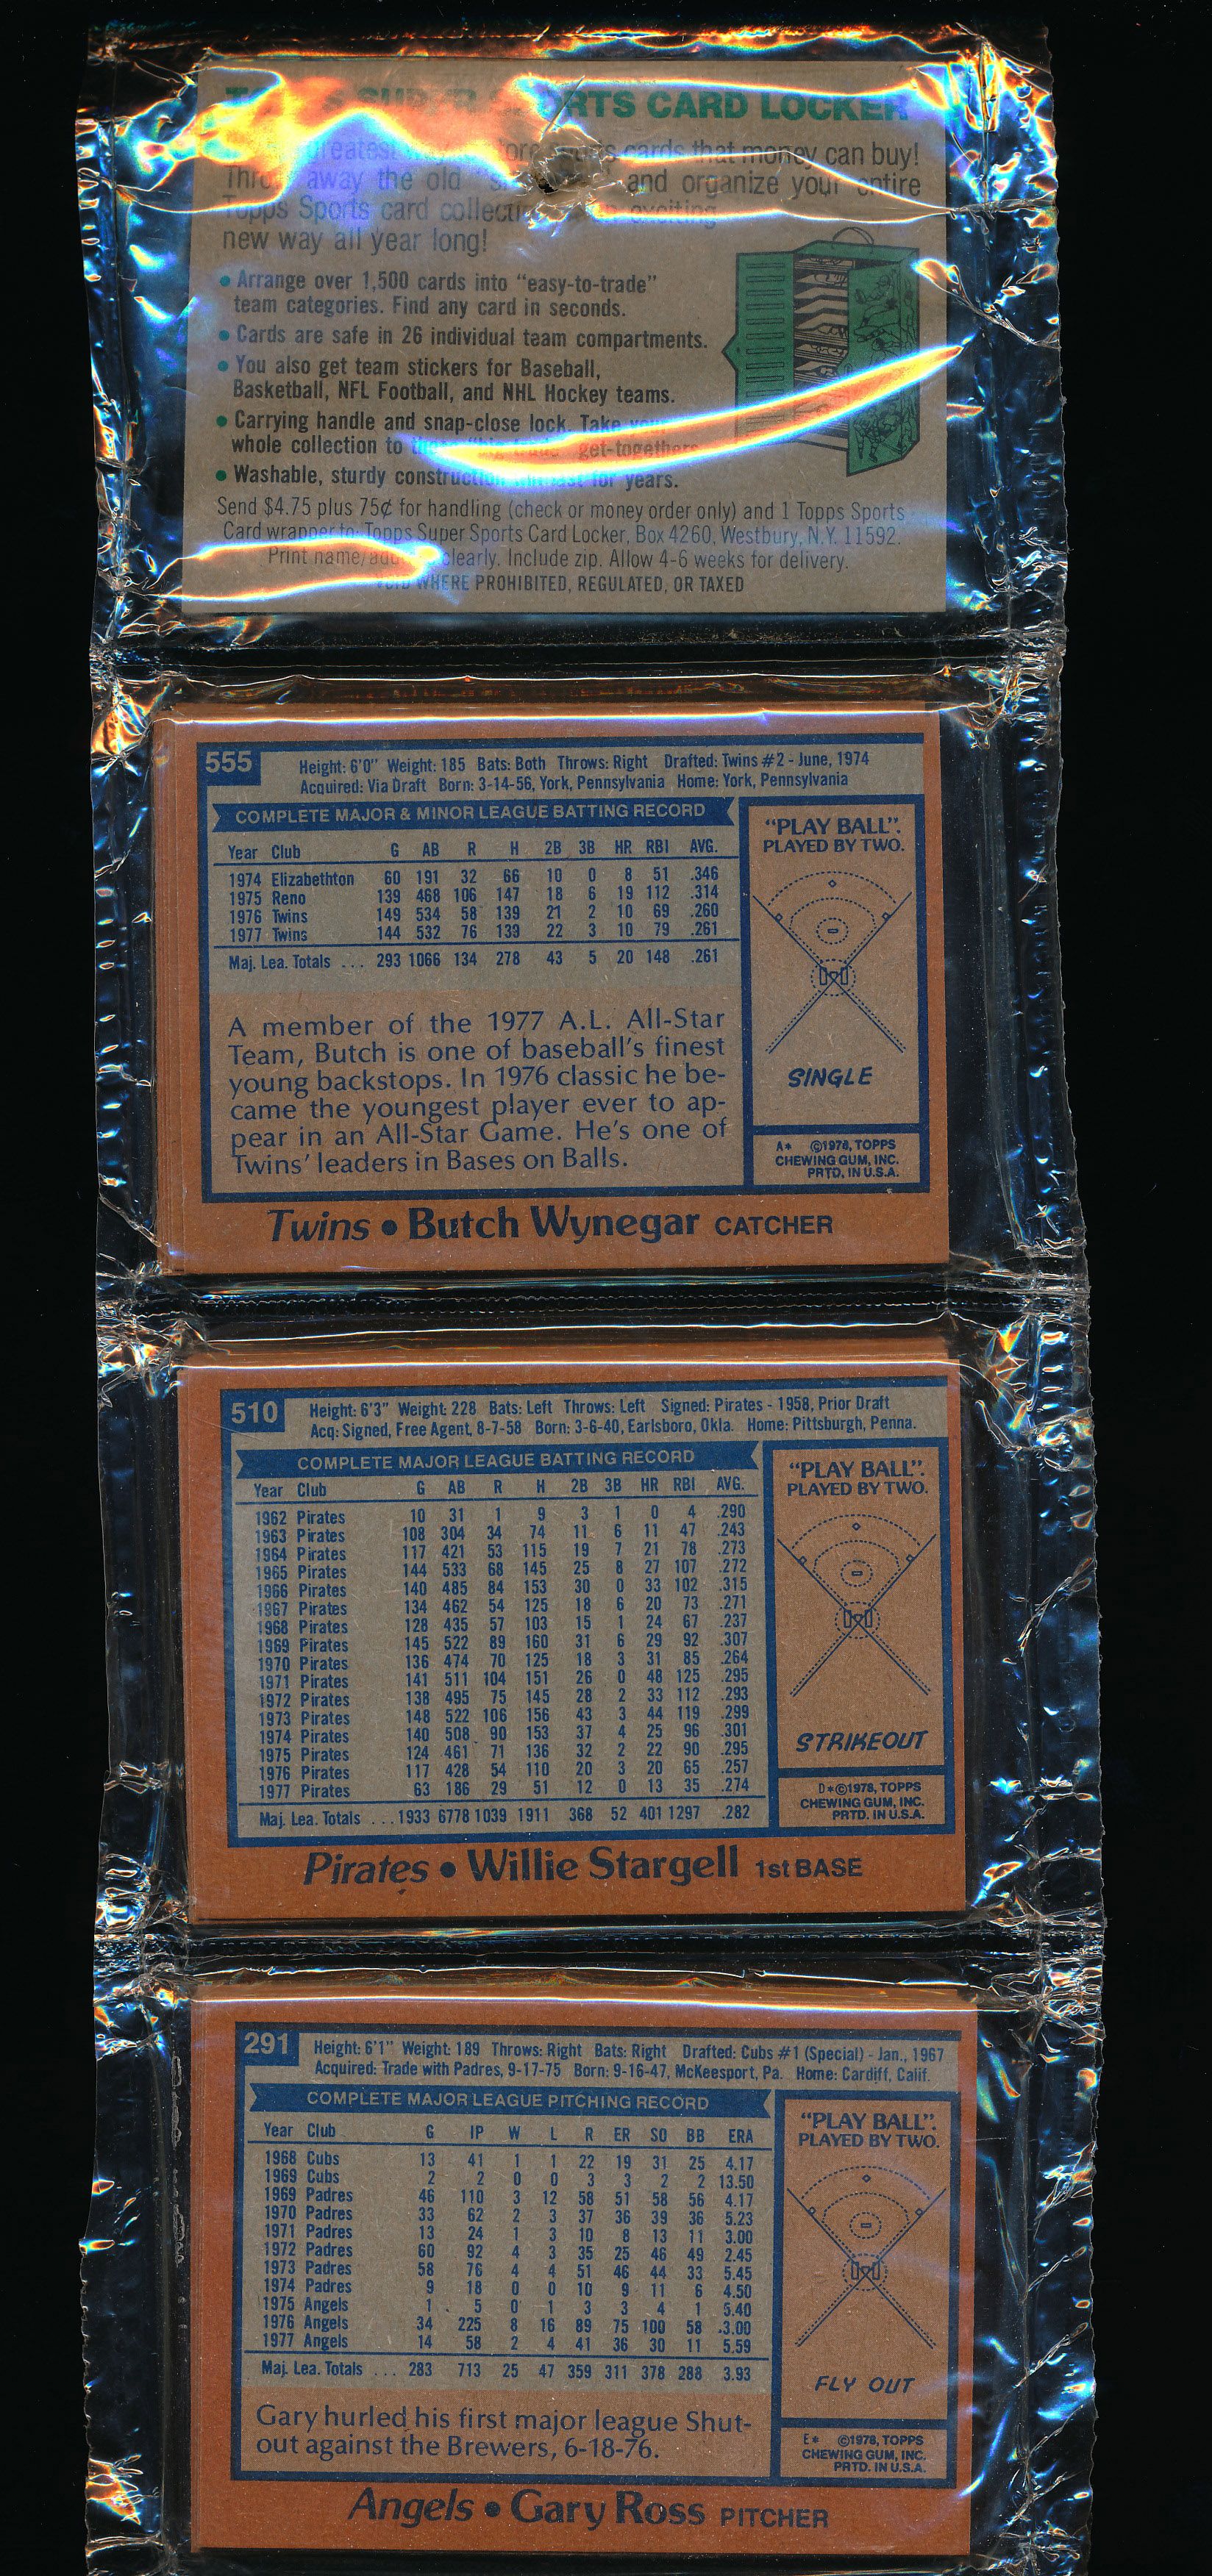 S SUPER SPORTS CARD LOCKER
greatest cards that money can buy!
away the old and organize your entire
Topps Sports card exciting
new way all year long!
• Arrange over 1,500 cards into "easy-to-trade"
team categories. Find any card in seconds.
• Cards are safe in 26 individual team compartments.
• You also get team stickers for Baseball,
Basketball, NFL Football, and NHL Hockey teams.
• Carrying handle and snap-close lock. Take your
whole collection to get-togethers
• Washable, sturdy for years.
Send $4.75 plus 75¢ for handling (check or money order only) and 1 Topps Sports
Card wrapper to: Topps Super Sports Card Locker, Box 4260, Westbury, N.Y. 11592.
Print name/ clearly. Include zip. Allow 4-6 weeks for delivery.
WHERE PROHIBITED, REGULATED, OR TAXED
555
Height: 6'0" Weight: 185 Bats: Both Throws: Right Drafted: Twins #2 - June, 1974
Acquired: Via Draft Born: 3-14-56, York, Pennsylvania Home: York, Pennsylvania
COMPLETE MAJOR & MINOR LEAGUE BATTING RECORD
Year Club G AB R H 2B 3B HR RBI AVG.
1974 Elizabethton 60 191 32 66 10 0 8 51 .346
1975 Reno 139 468 106 147 18 6 19 112 .314
1976 Twins 149 534 58 139 21 2 10 69 .260
1977 Twins 144 532 76 139 22 3 10 79 .261
Maj. Lea. Totals ... 293 1066 134 278 43 5 20 148 .261
A member of the 1977 A.L. All-Star
Team, Butch is one of baseball's finest
young backstops. In 1976 classic he be-
came the youngest player ever to ap-
pear in an All-Star Game. He's one of
Twins' leaders in Bases on Balls.
"PLAY BALL".
PLAYED BY TWO.
SINGLE
A* ©1978, TOPPS
CHEWING GUM, INC.
PRTD. IN U.S.A.
Twins • Butch Wynegar CATCHER
510
Height: 6'3" Weight: 228 Bats: Left Throws: Left Signed: Pirates - 1958, Prior Draft
Acq: Signed, Free Agent, 8-7-58 Born: 3-6-40, Earlsboro, Okla. Home: Pittsburgh, Penna.
COMPLETE MAJOR LEAGUE BATTING RECORD
Year Club G AB R H 2B 3B HR RBI AVG.
1962 Pirates 10 31 1 9 3 1 0 4 .290
1963 Pirates 108 304 34 74 11 6 11 47 .243
1964 Pirates 117 421 53 115 19 7 21 78 .273
1965 Pirates 144 533 68 145 25 8 27 107 .272
1966 Pirates 140 485 84 153 30 0 33 102 .315
1967 Pirates 134 462 54 125 18 6 20 73 .271
1968 Pirates 128 435 57 103 15 1 24 67 .237
1969 Pirates 145 522 89 160 31 6 29 92 .307
1970 Pirates 136 474 70 125 18 3 31 85 .264
1971 Pirates 141 511 104 151 26 0 48 125 .295
1972 Pirates 138 495 75 145 28 2 33 112 .293
1973 Pirates 148 522 106 156 43 3 44 119 .299
1974 Pirates 140 508 90 153 37 4 25 96 .301
1975 Pirates 124 461 71 136 32 2 22 90 .295
1976 Pirates 117 428 54 110 20 3 20 65 .257
1977 Pirates 63 186 29 51 12 0 13 35 .274
Maj. Lea. Totals ... 1933 6778 1039 1911 368 52 401 1297 .282
"PLAY BALL".
PLAYED BY TWO.
STRIKEOUT
D*©1978, TOPPS
CHEWING GUM, INC.
PRTD. IN U.S.A.
Pirates • Willie Stargell 1st BASE
291
Height: 6'1" Weight: 189 Throws: Right Bats: Right Drafted: Cubs #1 (Special) - Jan., 1967
Acquired: Trade with Padres, 9-17-75 Born: 9-16-47, McKeesport, Pa. Home: Cardiff, Calif.
COMPLETE MAJOR LEAGUE PITCHING RECORD
Year Club G IP W L R ER SO BB ERA
1968 Cubs 13 41 1 1 22 19 31 25 4.17
1969 Cubs 2 2 0 0 3 3 2 2 13.50
1969 Padres 46 110 3 12 58 51 58 56 4.17
1970 Padres 33 62 2 3 37 36 39 36 5.23
1971 Padres 13 24 1 3 10 8 13 11 3.00
1972 Padres 60 92 4 3 35 25 46 49 2.45
1973 Padres 58 76 4 4 51 46 44 33 5.45
1974 Padres 9 18 0 0 10 9 11 6 4.50
1975 Angels 1 5 0 1 3 3 4 1 5.40
1976 Angels 34 225 8 16 89 75 100 58 3.00
1977 Angels 14 58 2 4 41 36 30 11 5.59
Maj. Lea. Totals ... 283 713 25 47 359 311 378 288 3.93
Gary hurled his first major league Shut-
out against the Brewers, 6-18-76.
"PLAY BALL".
PLAYED BY TWO.
FLY OUT
E* ©1978, TOPPS
CHEWING GUM, INC.
PRTD. IN U.S.A.
Angels • Gary Ross PITCHER